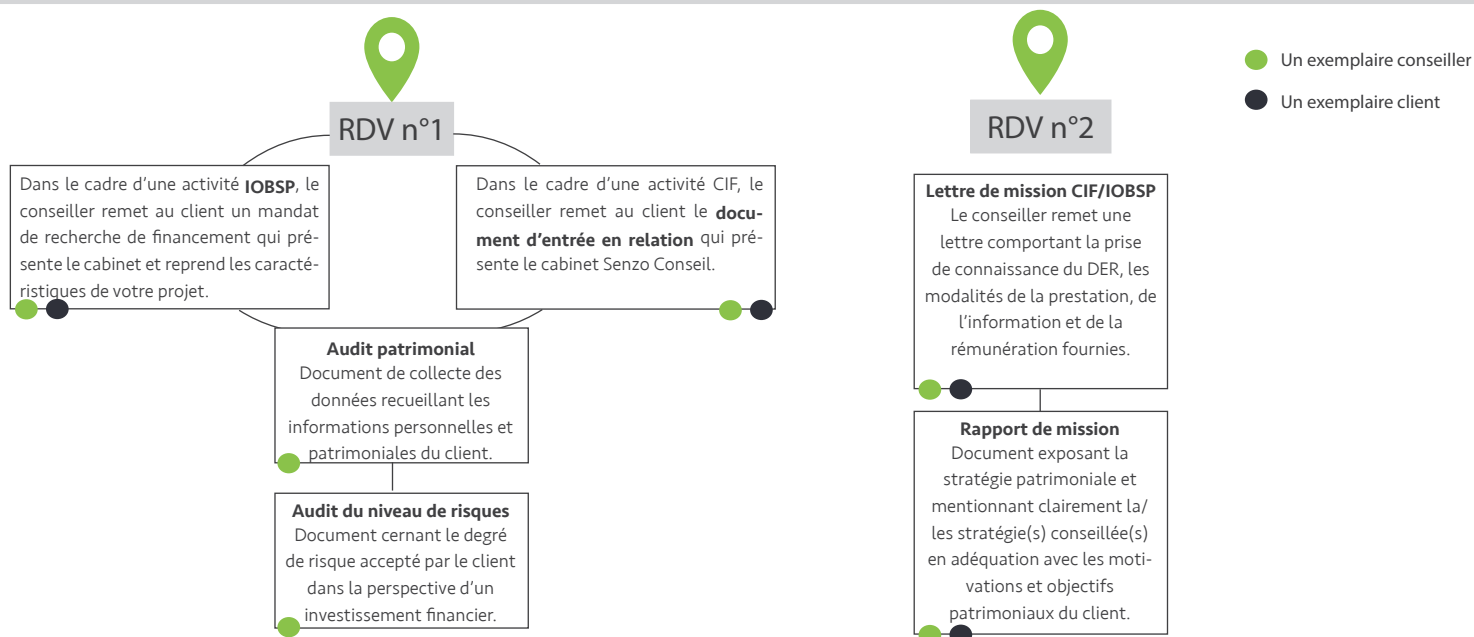 RDV n°1
Dans le cadre d'une activité IOBSP, le
conseiller remet au client un mandat
de recherche de financement qui pré-
sente le cabinet et reprend les caracté-
ristiques de votre projet.
Dans le cadre d'une activité CIF, le
conseiller remet au client le docu-
ment d'entrée en relation qui pré-
sente le cabinet Senzo Conseil.
Audit patrimonial
Document de collecte des
données recueillant les
informations personnelles et
patrimoniales du client.
Audit du niveau de risques
Document cernant le degré
de risque accepté par le client
dans la perspective d'un
investissement financier.
RDV n°2
Lettre de mission CIF/IOBSP
Le conseiller remet une
lettre comportant la prise
de connaissance du DER, les
modalités de la prestation, de
l'information et de la
rémunération fournies.
Rapport de mission
Document exposant la
stratégie patrimoniale et
mentionnant clairement la/
les stratégie(s) conseillée(s)
en adéquation avec les moti-
vations et objectifs
patrimoniaux du client.
Un exemplaire conseiller
Un exemplaire client